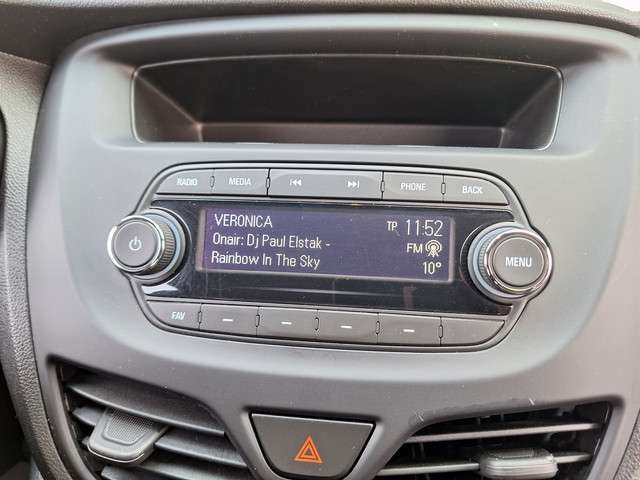 RADIO MEDIA PHONE BACK
VERONICA TP 11:52
Onair: Dj Paul Elstak - FM
Rainbow In The Sky 10°
MENU
FAV